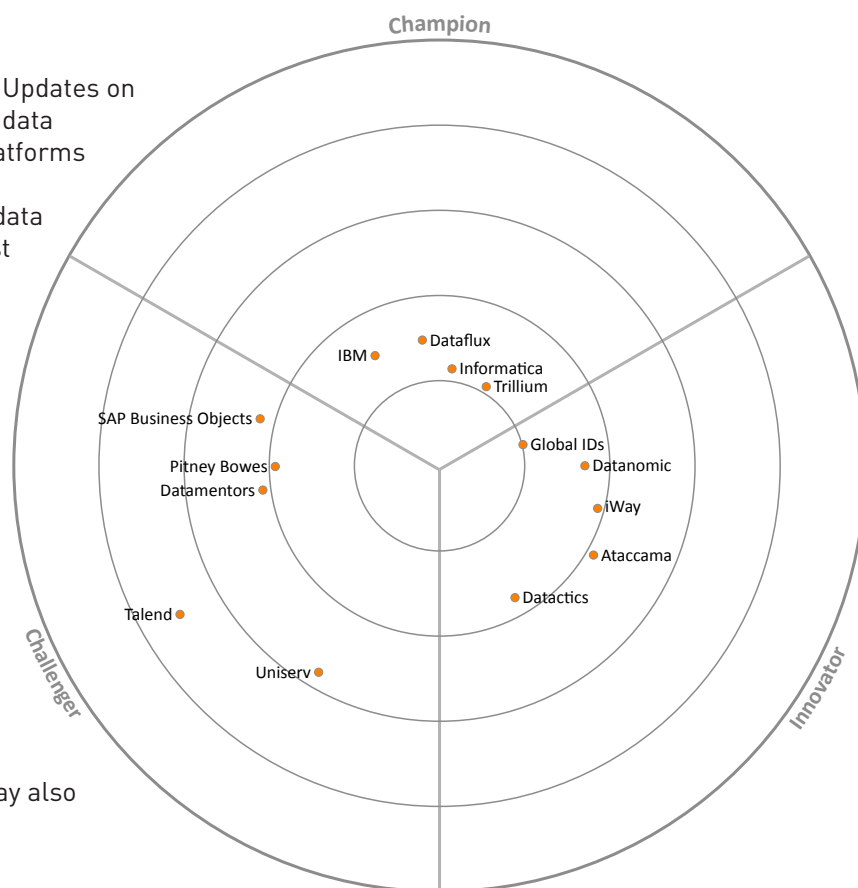 Champion
Updates on
data
atforms
data
st
Dataflux
IBM
Informatica
Trillium
SAP Business Objects
Global IDs
Pitney Bowes
Datanomic
Datamentors
iWay
Ataccama
Datactics
Talend
Uniserv
Challenger
Innovator
ay also